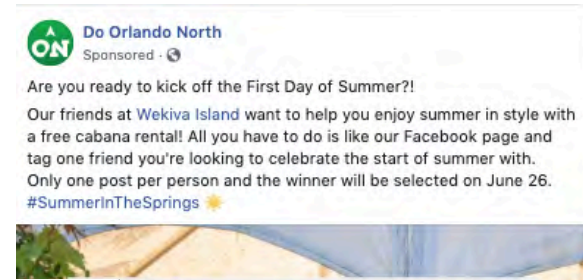 ON
Do Orlando North
Sponsored ·
Are you ready to kick off the First Day of Summer?!
Our friends at Wekiva Island want to help you enjoy summer in style with
a free cabana rental! All you have to do is like our Facebook page and
tag one friend you're looking to celebrate the start of summer with.
Only one post per person and the winner will be selected on June 26.
#SummerInTheSprings ☀️